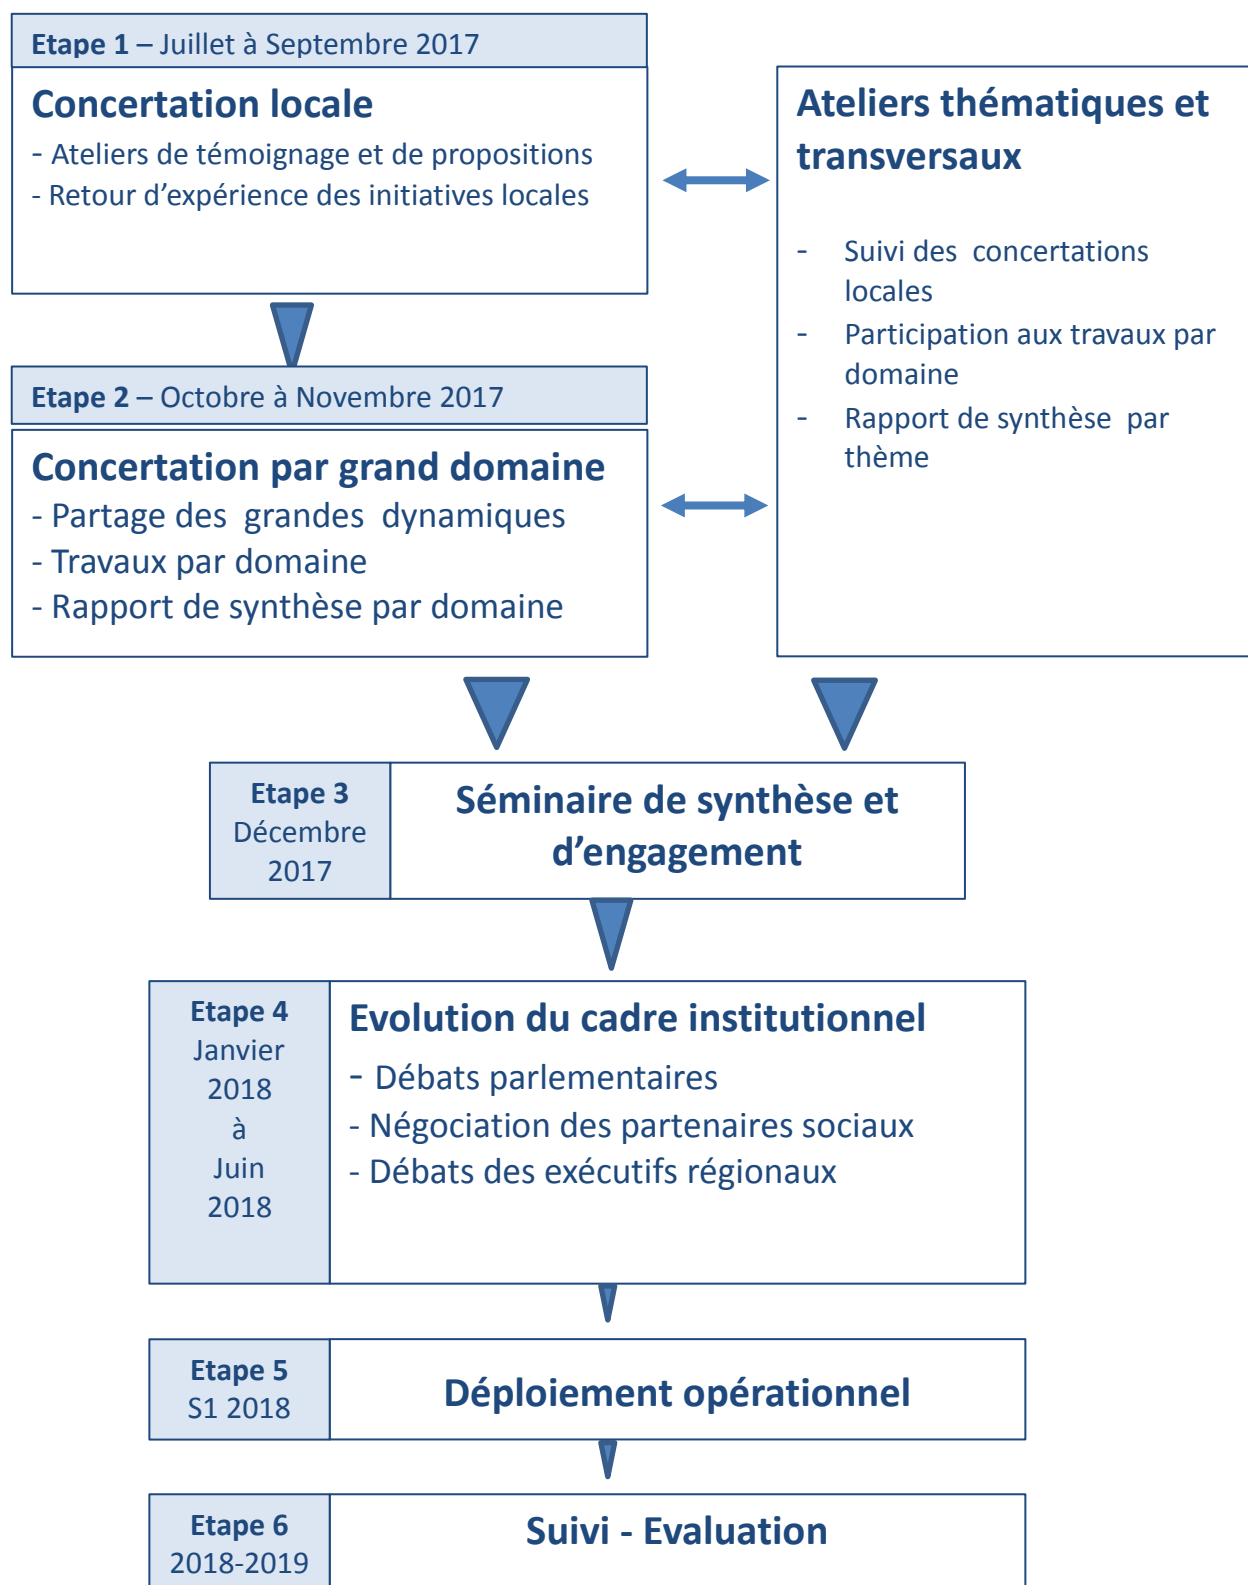 Etape 1 – Juillet à Septembre 2017
Concertation locale
- Ateliers de témoignage et de propositions
- Retour d’expérience des initiatives locales
Ateliers thématiques et
transversaux
- Suivi des concertations
locales
- Participation aux travaux par
domaine
- Rapport de synthèse par
thème
Etape 2 – Octobre à Novembre 2017
Concertation par grand domaine
- Partage des grandes dynamiques
- Travaux par domaine
- Rapport de synthèse par domaine
Etape 3
Décembre
2017
Séminaire de synthèse et
d’engagement
Etape 4
Janvier
2018
à
Juin
2018
Evolution du cadre institutionnel
- Débats parlementaires
- Négociation des partenaires sociaux
- Débats des exécutifs régionaux
Etape 5
S1 2018
Déploiement opérationnel
Etape 6
2018-2019
Suivi - Evaluation